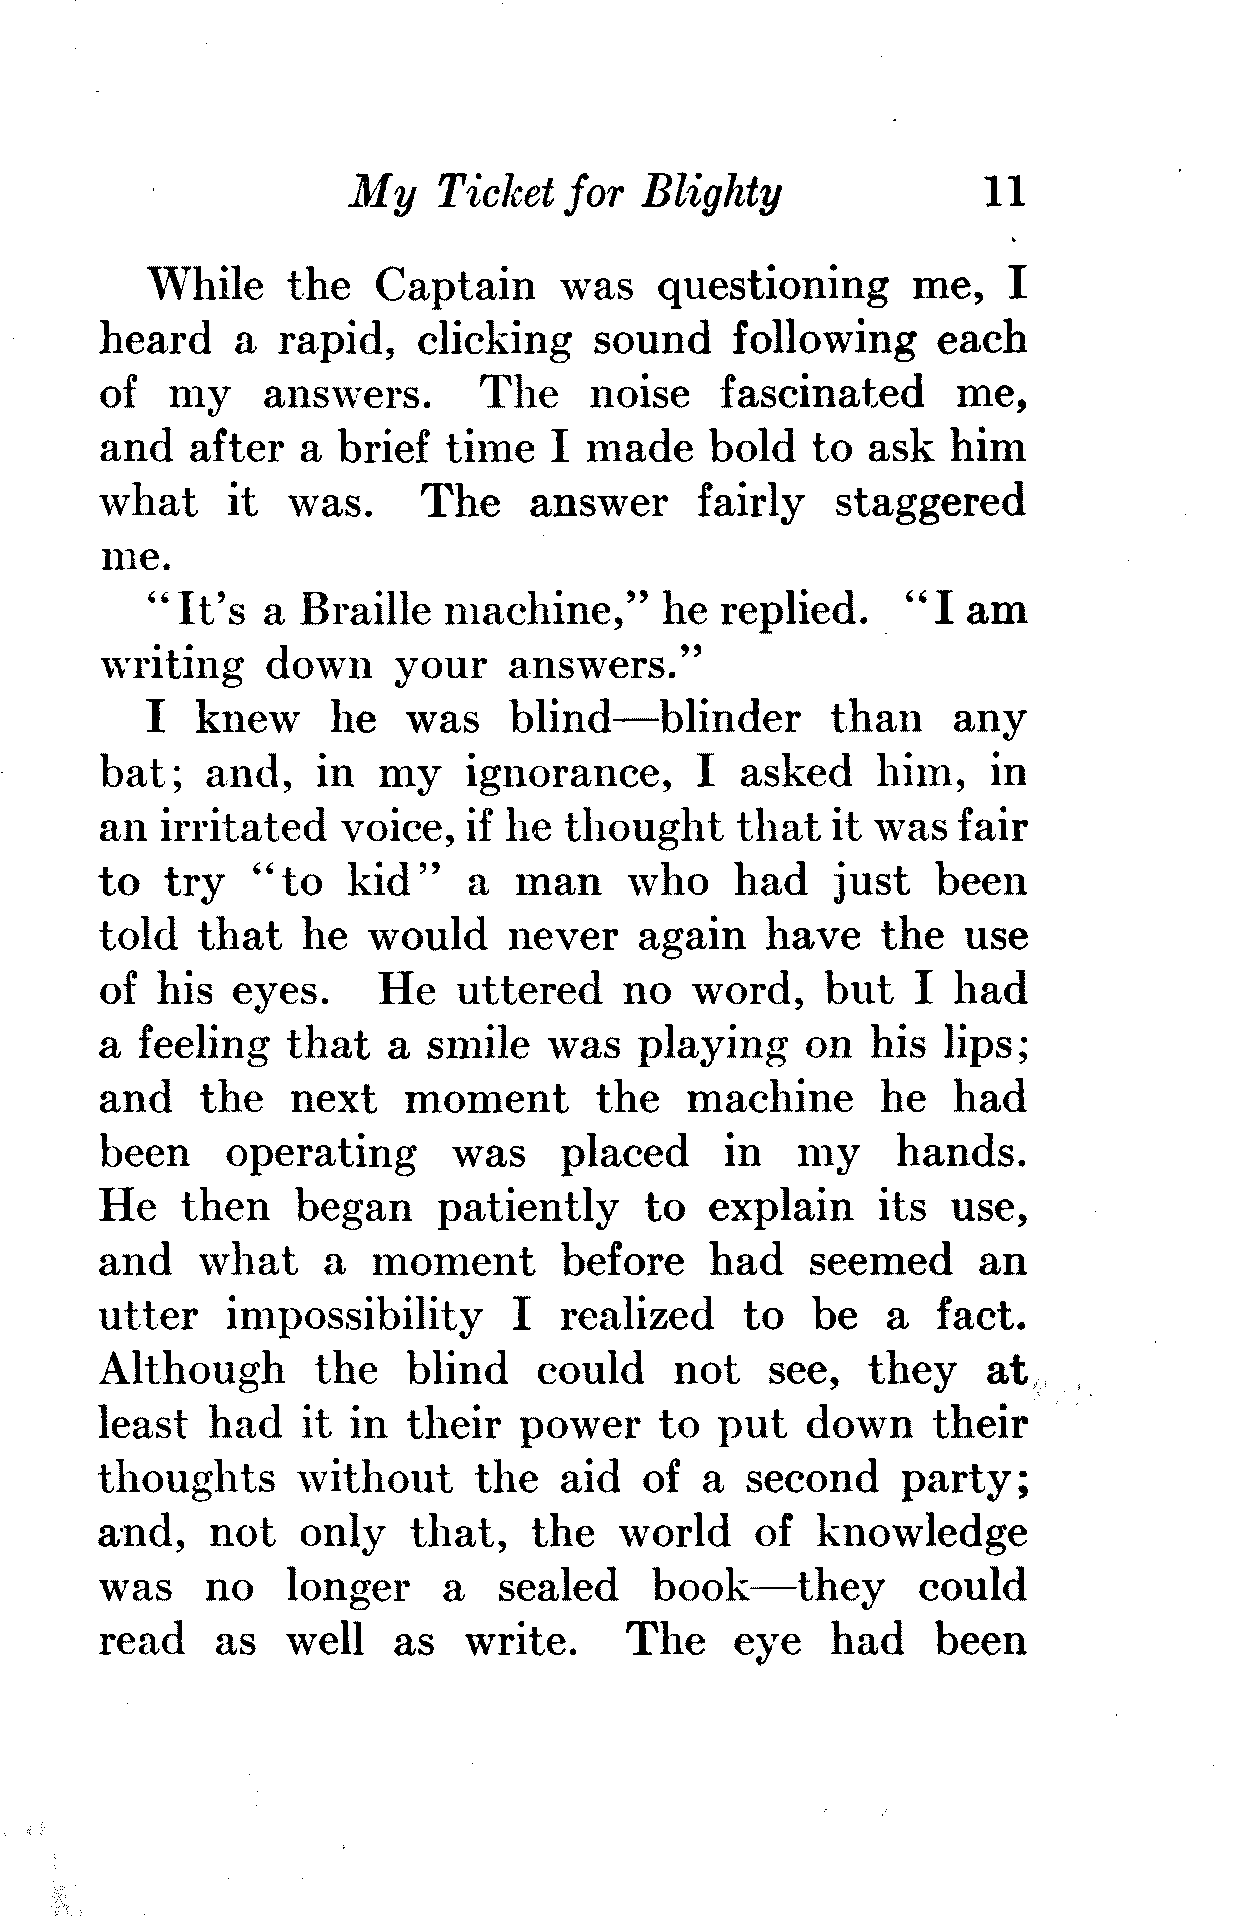 My Ticket for Blighty 11
While the Captain was questioning me, I
heard a rapid, clicking sound following each
of my answers. The noise fascinated me,
and after a brief time I made bold to ask him
what it was. The answer fairly staggered
me.
“It’s a Braille machine,” he replied. “I am
writing down your answers.”
I knew he was blind—blinder than any
bat; and, in my ignorance, I asked him, in
an irritated voice, if he thought that it was fair
to try “to kid” a man who had just been
told that he would never again have the use
of his eyes. He uttered no word, but I had
a feeling that a smile was playing on his lips;
and the next moment the machine he had
been operating was placed in my hands.
He then began patiently to explain its use,
and what a moment before had seemed an
utter impossibility I realized to be a fact.
Although the blind could not see, they at
least had it in their power to put down their
thoughts without the aid of a second party;
and, not only that, the world of knowledge
was no longer a sealed book—they could
read as well as write. The eye had been